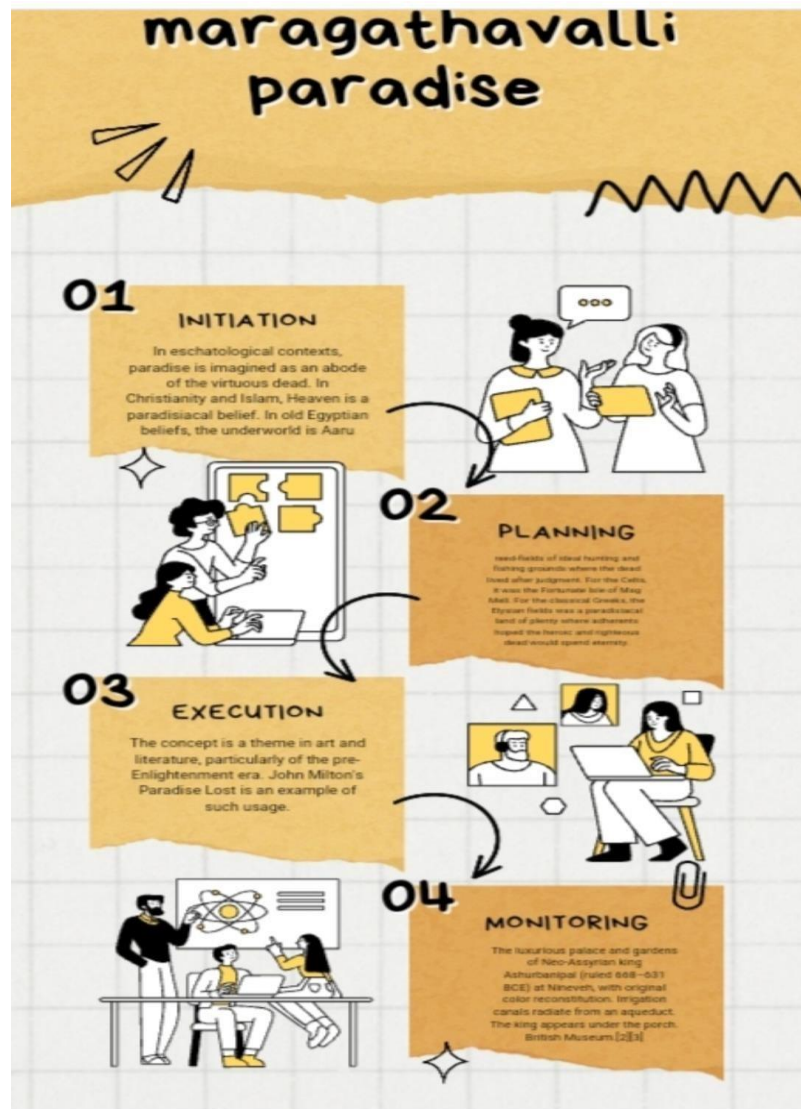 maragathavalli
paradise
01
INITIATION
In eschatological contexts,
paradise is imagined as an abode
of the virtuous dead. In
Christianity and Islam, Heaven is a
paradisiacal belief. In old Egyptian
beliefs, the underworld is Aaru
02
PLANNING
reed-fields of ideal hunting and
fishing grounds where the dead
lived after judgment. For the Celts,
it was the Fortunate Isle of Mag
Mell. For the classical Greeks, the
Elysian fields was a paradisiacal
land of plenty where adherents
hoped the heroic and righteous
dead would spend eternity.
03
EXECUTION
The concept is a theme in art and
literature, particularly of the pre-
Enlightenment era. John Milton's
Paradise Lost is an example of
such usage.
04
MONITORING
The luxurious palace and gardens
of Neo-Assyrian king
Ashurbanipal (ruled 668–631
BCE) at Nineveh, with original
color reconstitution. Irrigation
canals radiate from an aqueduct.
The king appears under the porch.
British Museum.[2][3]